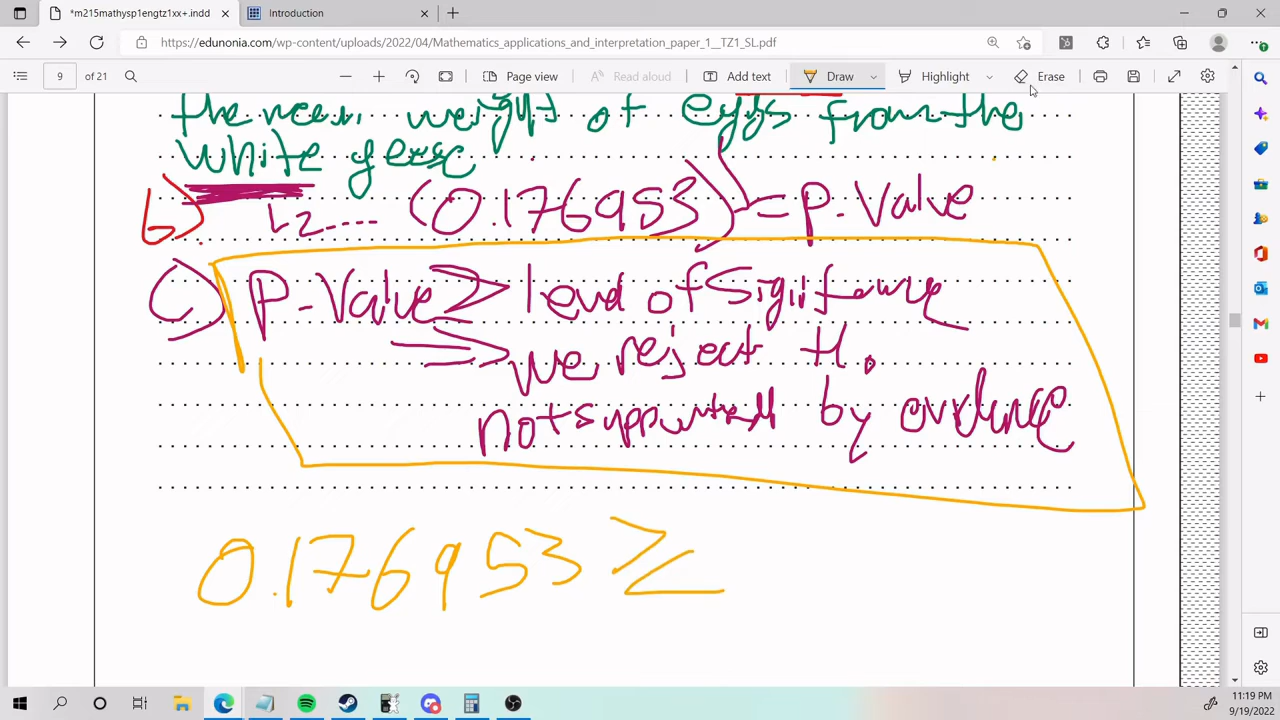 *m215mathysp1engtz1xx+.indd
Introduction
https://edunonia.com/wp-content/uploads/2022/04/Mathematics_applications_and_interpretation_paper_1__TZ1_SL.pdf
9 of 21
Page view
Read aloud
Add text
Draw
Highlight
Erase
the mean weight of eggs from the
white geese
b) L2 .... (0.176953) = p-Value
c) P-Value ≥ level of significance
⇒ we reject H0
not supported by evidence
0.176953 ≥
11:19 PM
9/19/2022